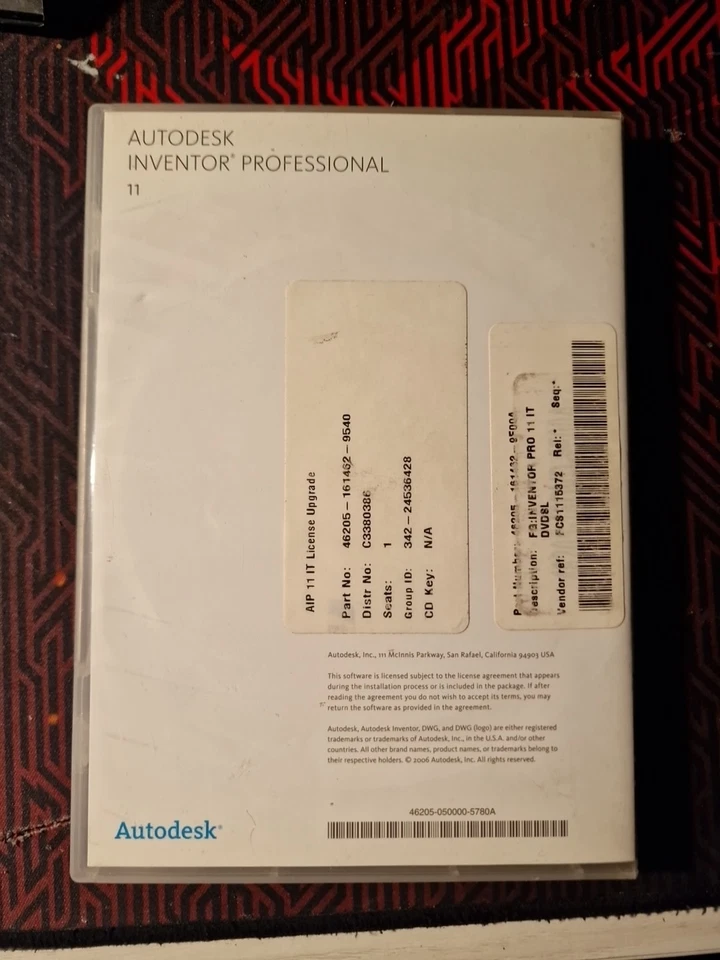 AUTODESK
INVENTOR® PROFESSIONAL
11
AIP 11 IT License Upgrade
Part No: 46205-161462-9540
Distr No: C3380386
Seats: 1
Group ID: 342-24536428
CD Key: N/A
Part Number:
Description: FG:INVENTOR PRO 11 IT
DVD8L
Vendor ref: FCS1115372 Rel: * Seq: *
Autodesk, Inc., 111 McInnis Parkway, San Rafael, California 94903 USA
This software is licensed subject to the license agreement that appears
during the installation process or is included in the package. If after
reading the agreement you do not wish to accept its terms, you may
return the software as provided in the agreement.
Autodesk, Autodesk Inventor, DWG, and DWG (logo) are either registered
trademarks or trademarks of Autodesk, Inc., in the U.S.A. and/or other
countries. All other brand names, product names, or trademarks belong to
their respective holders. © 2006 Autodesk, Inc. All rights reserved.
46205-050000-5780A
Autodesk®